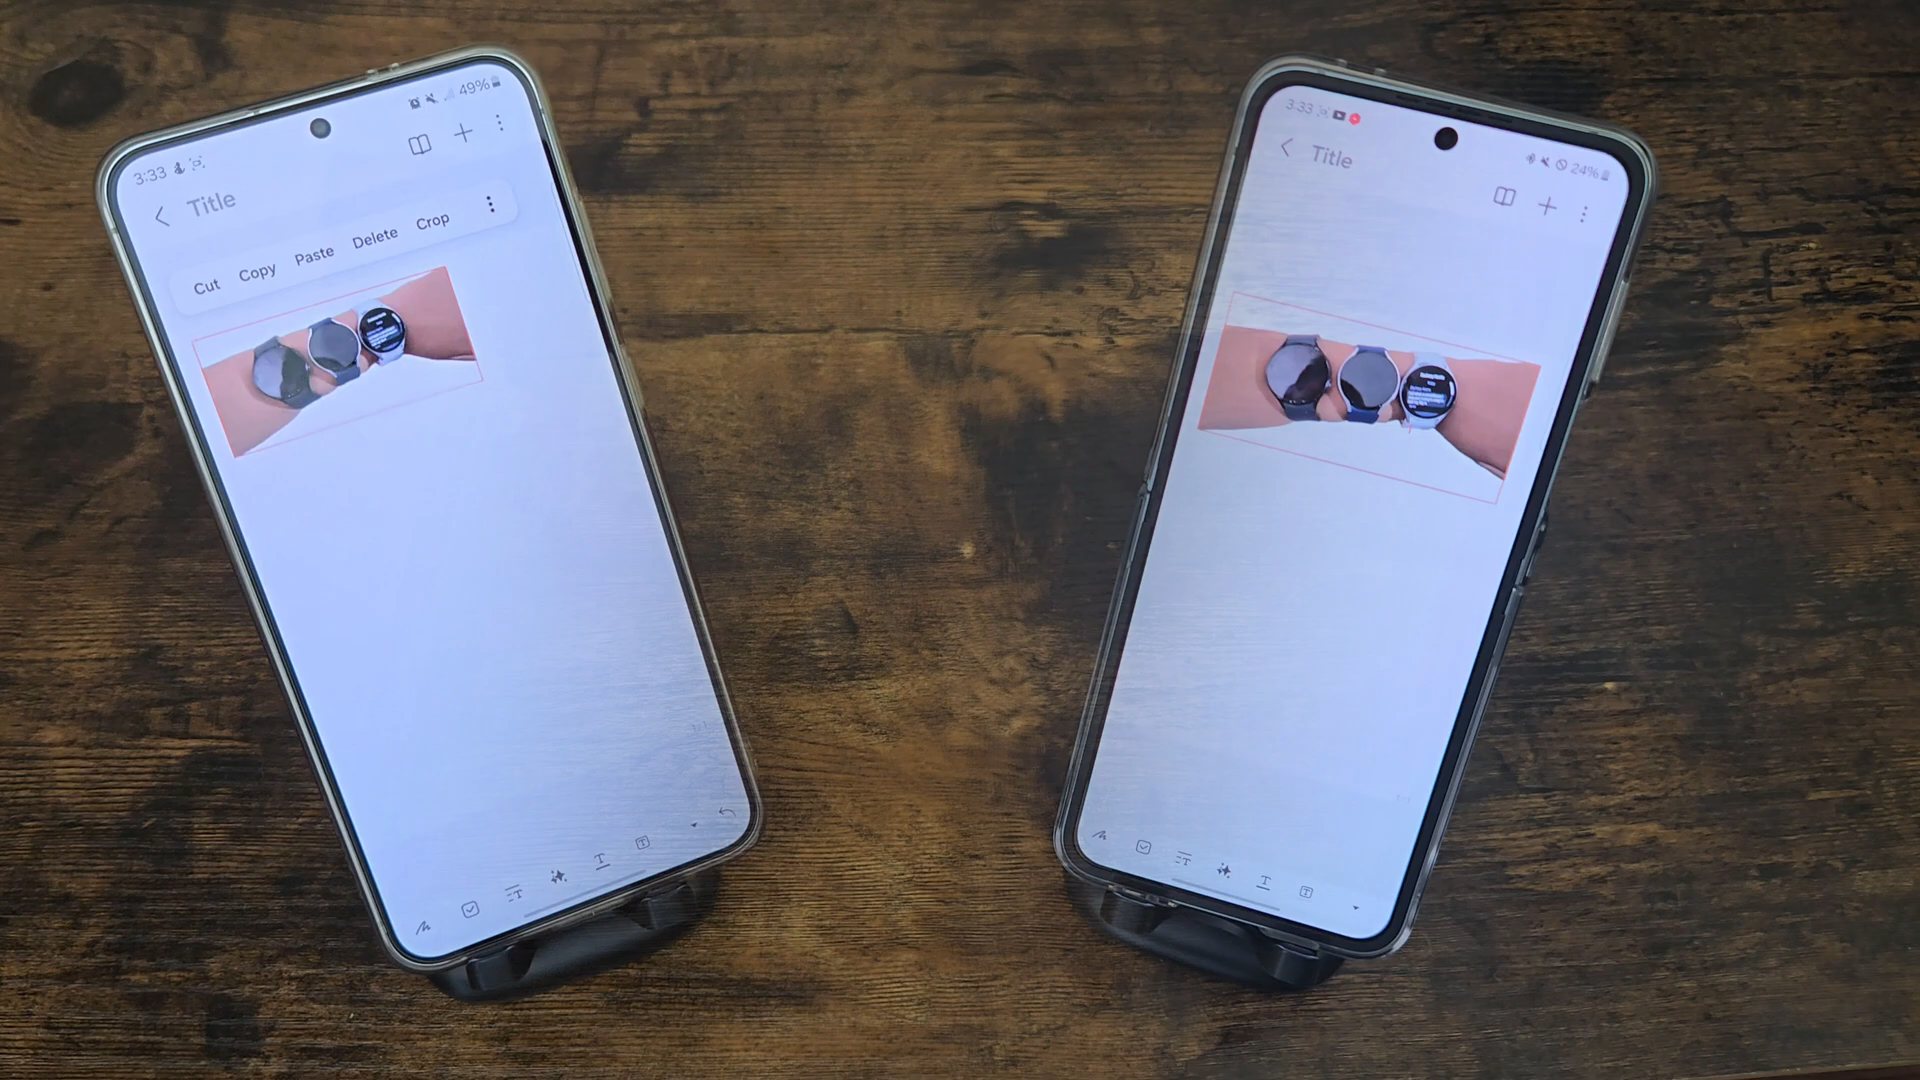 3:33 49%
Title
Cut Copy Paste Delete Crop
3:33 24%
Title